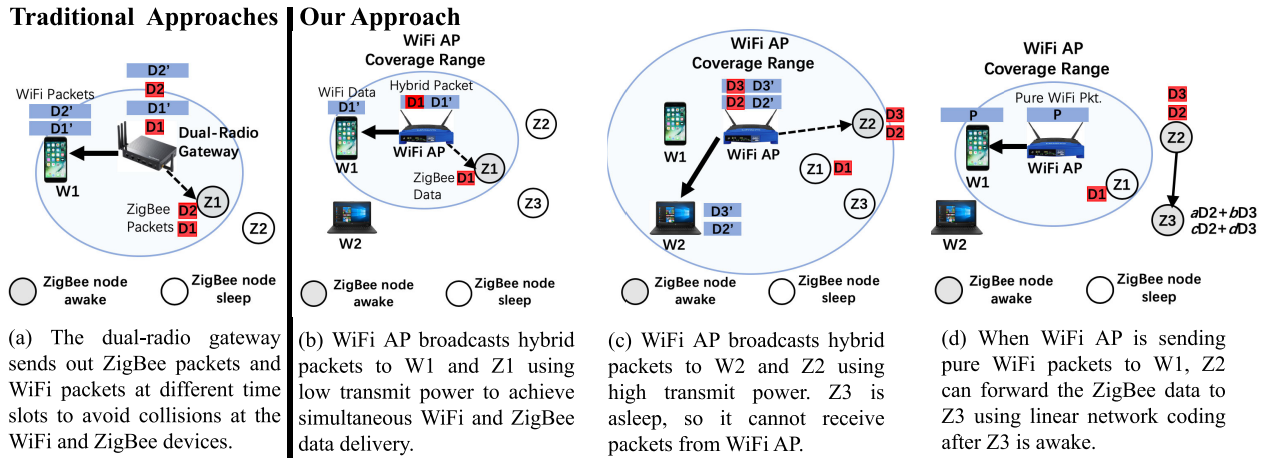 Traditional Approaches
Our Approach
WiFi Packets
D2'
D1'
W1
D2'
D2
D1'
D1
Dual-Radio
Gateway
Z1
ZigBee
Packets
D2
D1
Z2
ZigBee node
awake
ZigBee node
sleep
(a) The dual-radio gateway
sends out ZigBee packets and
WiFi packets at different time
slots to avoid collisions at the
WiFi and ZigBee devices.
WiFi AP
Coverage Range
WiFi Data
D1'
W1
Hybrid Packet
D1 D1'
WiFi AP
Z2
ZigBee
Data
D1
Z1
Z3
W2
ZigBee node
awake
ZigBee node
sleep
(b) WiFi AP broadcasts hybrid
packets to W1 and Z1 using
low transmit power to achieve
simultaneous WiFi and ZigBee
data delivery.
WiFi AP
Coverage Range
D3 D3'
D2 D2'
W1
WiFi AP
Z2
D3
D2
Z1
D1
Z3
D3'
D2'
W2
ZigBee node
awake
ZigBee node
sleep
(c) WiFi AP broadcasts hybrid
packets to W2 and Z2 using
high transmit power. Z3 is
asleep, so it cannot receive
packets from WiFi AP.
WiFi AP
Coverage Range
Pure WiFi Pkt.
P
P
W1
WiFi AP
D3
D2
Z2
D1
Z1
W2
Z3
aD2+bD3
cD2+dD3
ZigBee node
awake
ZigBee node
sleep
(d) When WiFi AP is sending
pure WiFi packets to W1, Z2
can forward the ZigBee data to
Z3 using linear network coding
after Z3 is awake.